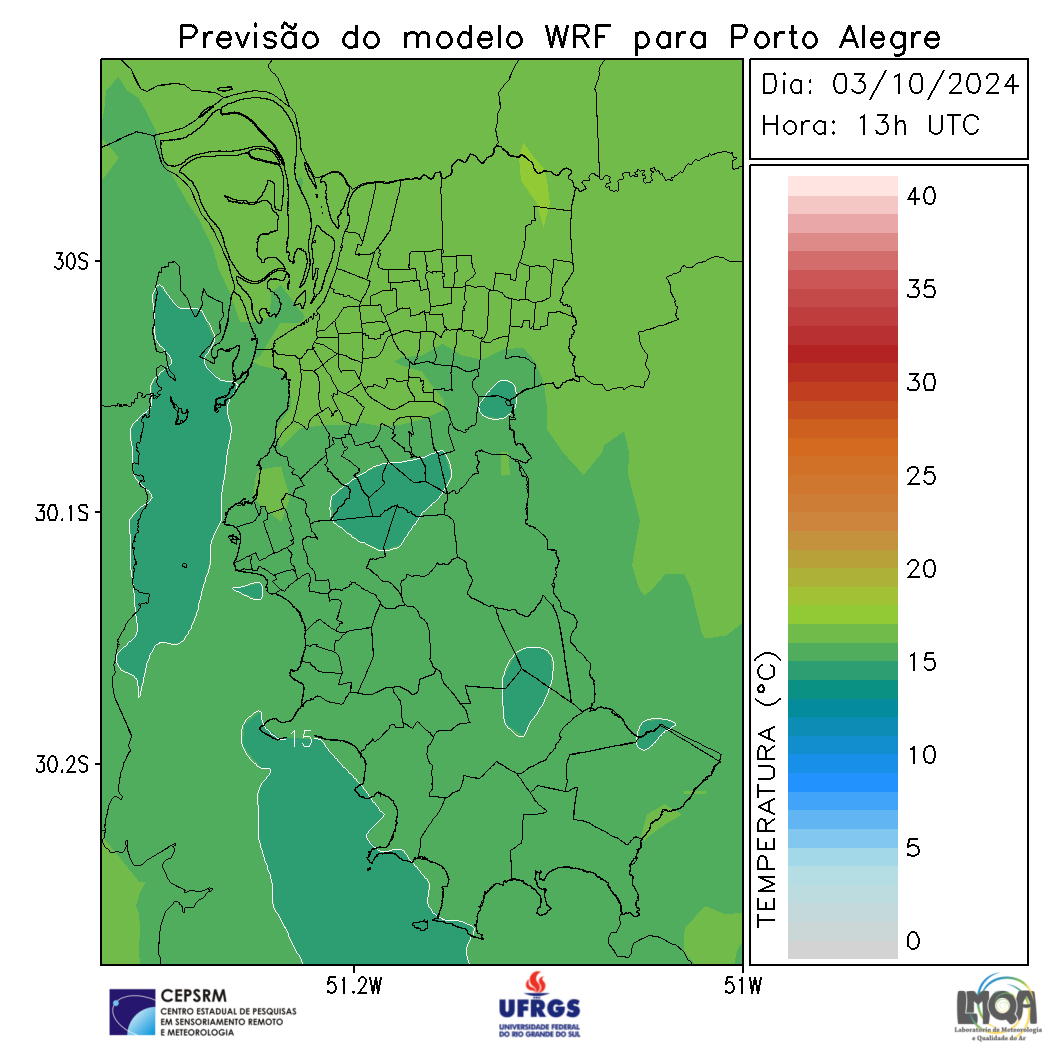 Previsão do modelo WRF para Porto Alegre
Dia: 03/10/2024
Hora: 13h UTC
30S
30.1S
30.2S
51.2W
51W
15
TEMPERATURA (°C)
40
35
30
25
20
15
10
5
0
CEPSRM
CENTRO ESTADUAL DE PESQUISAS
EM SENSORIAMENTO REMOTO
E METEOROLOGIA
UFRGS
UNIVERSIDADE FEDERAL
DO RIO GRANDE DO SUL
LMQA
Laboratório de Meteorologia
e Qualidade do Ar